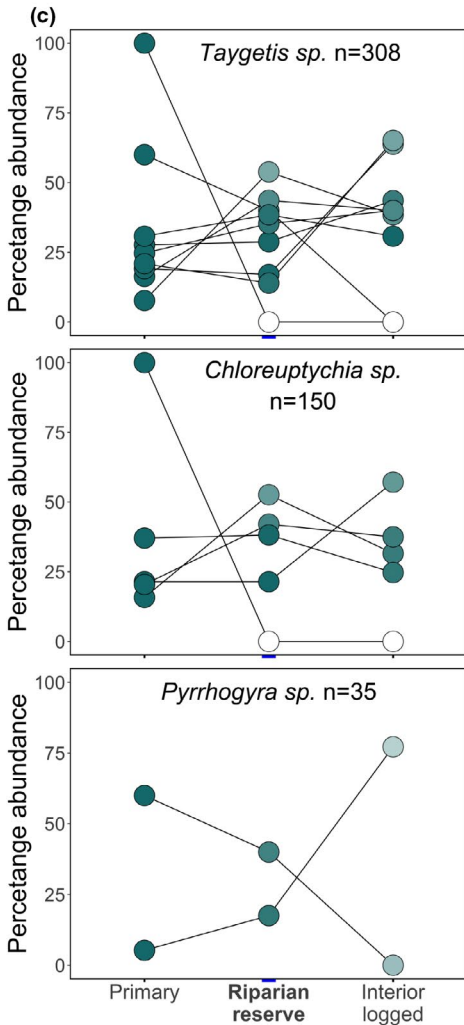 (c)
Taygetis sp. n=308
Percetange abundance
100
75
50
25
0
Chloreuptychia sp.
n=150
Percetange abundance
100
75
50
25
0
Pyrrhogyra sp. n=35
Percetange abundance
100
75
50
25
0
Primary
Riparian
reserve
Interior
logged